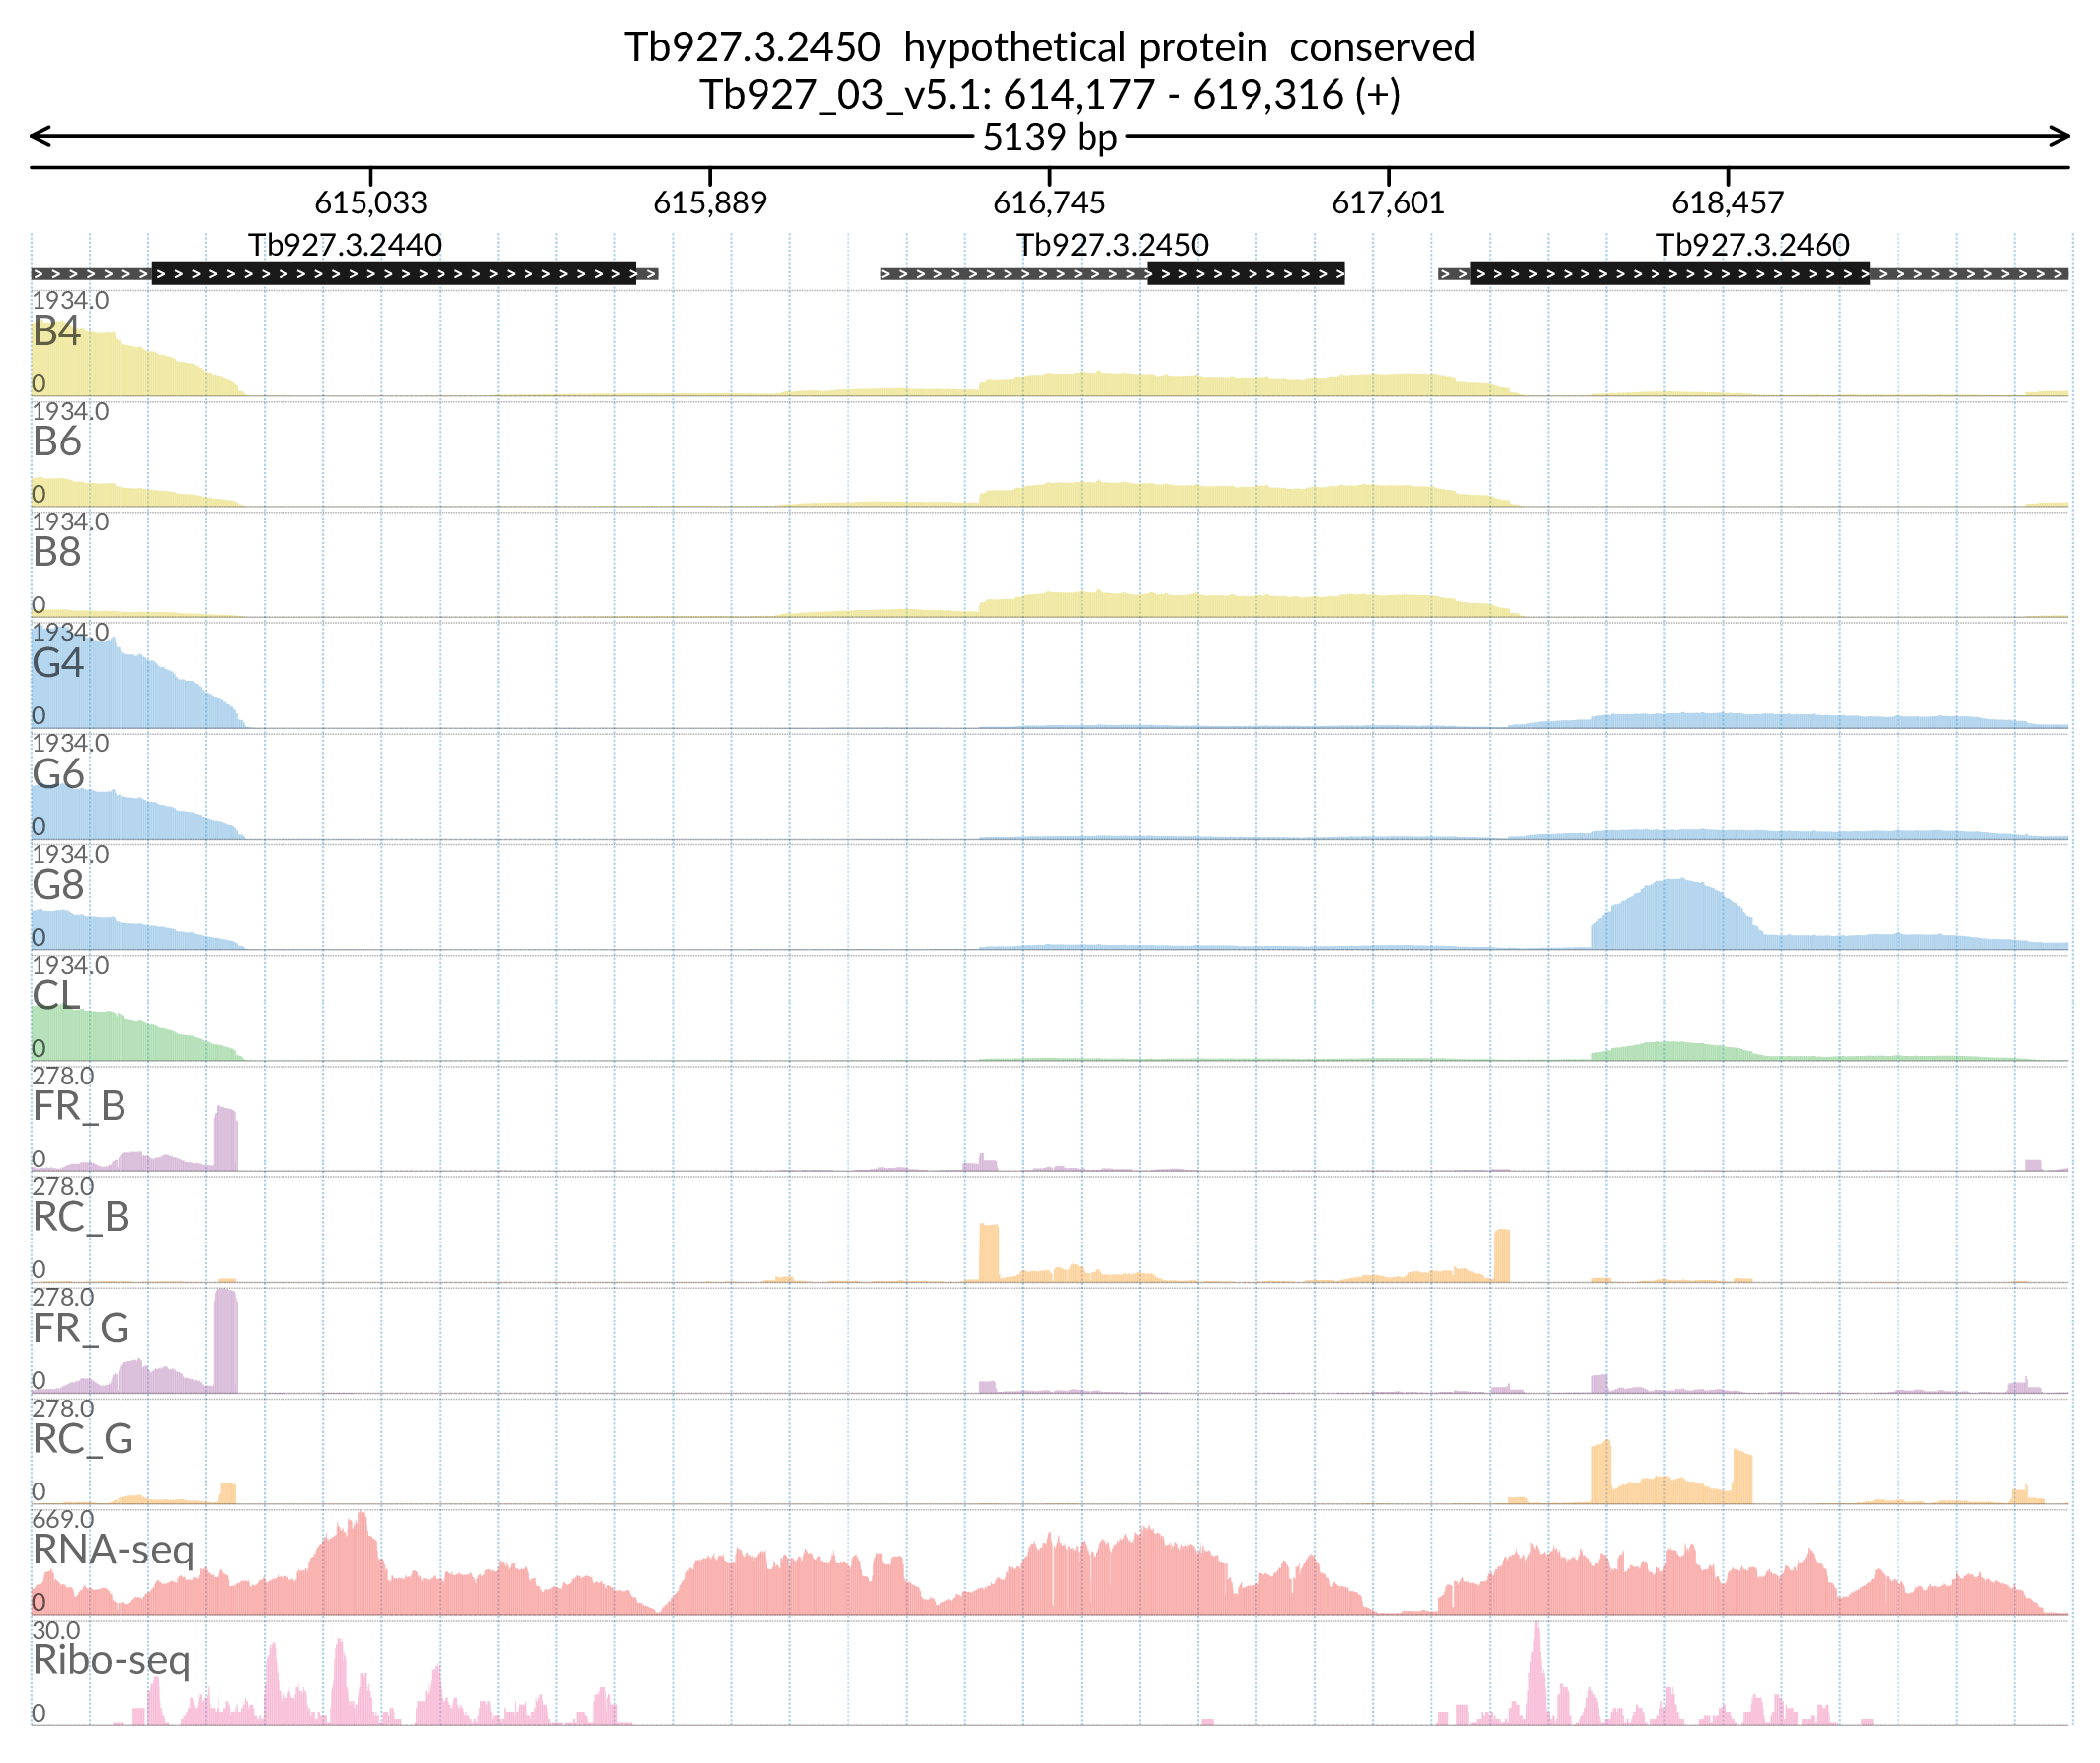 Tb927.3.2450  hypothetical protein  conserved
Tb927_03_v5.1: 614,177 - 619,316 (+)
5139 bp
615,033 615,889 616,745 617,601 618,457
Tb927.3.2440 Tb927.3.2450 Tb927.3.2460
1934.0
B4
0
1934.0
B6
0
1934.0
B8
0
1934.0
G4
0
1934.0
G6
0
1934.0
G8
0
1934.0
CL
0
278.0
FR_B
0
278.0
RC_B
0
278.0
FR_G
0
278.0
RC_G
0
669.0
RNA-seq
0
30.0
Ribo-seq
0